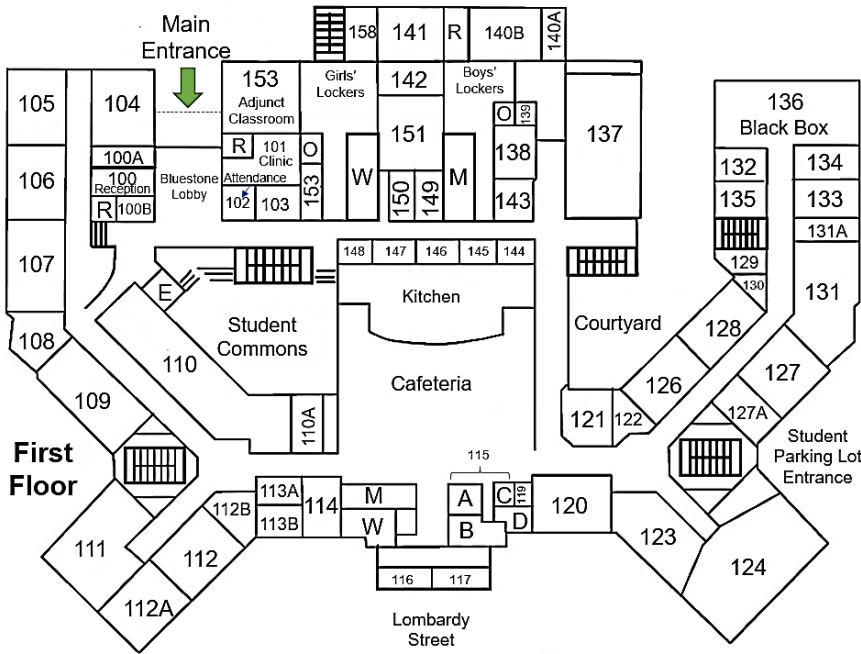 Main
Entrance
158
141
R
140B
140A
105
104
153
Adjunct
Classroom
Girls'
Lockers
142
Boys'
Lockers
137
136
Black Box
O
139
151
R
101
Clinic
O
138
100A
106
100
Reception
Bluestone
Lobby
Attendance
W
M
132
134
R
100B
102
103
153
150
149
143
135
133
131A
107
148
147
146
145
144
129
130
E
Kitchen
131
108
110
Student
Commons
Courtyard
128
126
127
109
Cafeteria
110A
121
122
127A
First
Floor
115
Student
Parking Lot
Entrance
113A
113B
114
M
W
A
B
C
119
D
120
111
112B
112
112A
123
124
116
117
Lombardy
Street